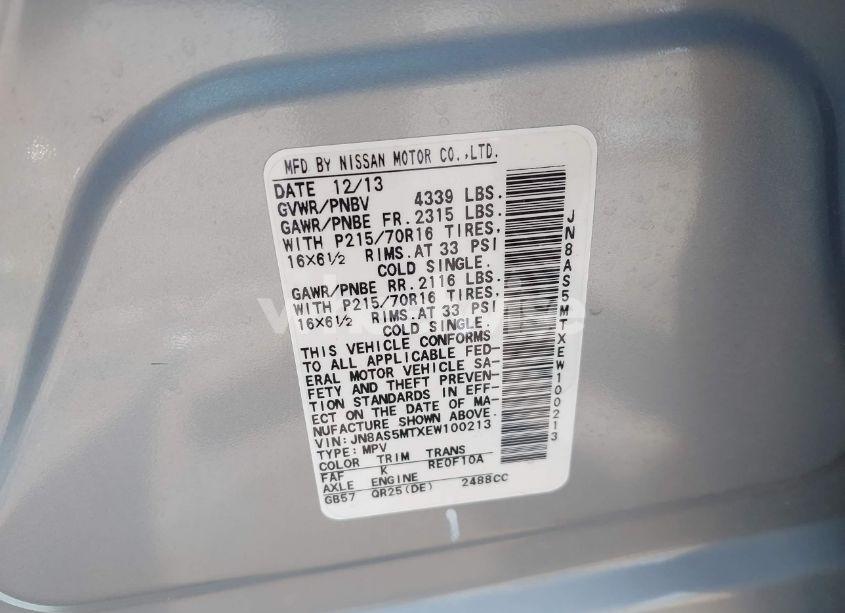 MFD BY NISSAN MOTOR CO.,LTD.
DATE 12/13
GVWR/PNBV 4339 LBS.
GAWR/PNBE FR. 2315 LBS.
WITH P215/70R16 TIRES.
16X6½ RIMS.AT 33 PSI
COLD SINGLE.
GAWR/PNBE RR. 2116 LBS.
WITH P215/70R16 TIRES.
16X6½ RIMS.AT 33 PSI
COLD SINGLE.
THIS VEHICLE CONFORMS
TO ALL APPLICABLE FED-
ERAL MOTOR VEHICLE SA-
FETY AND THEFT PREVEN-
TION STANDARDS IN EFF-
ECT ON THE DATE OF MA-
NUFACTURE SHOWN ABOVE.
VIN: JN8AS5MTXEW100213
TYPE: MPV
COLOR TRIM TRANS
FAF K RE0F10A
AXLE ENGINE
GB57 QR25(DE) 2488CC
JN8AS5MTXEW100213